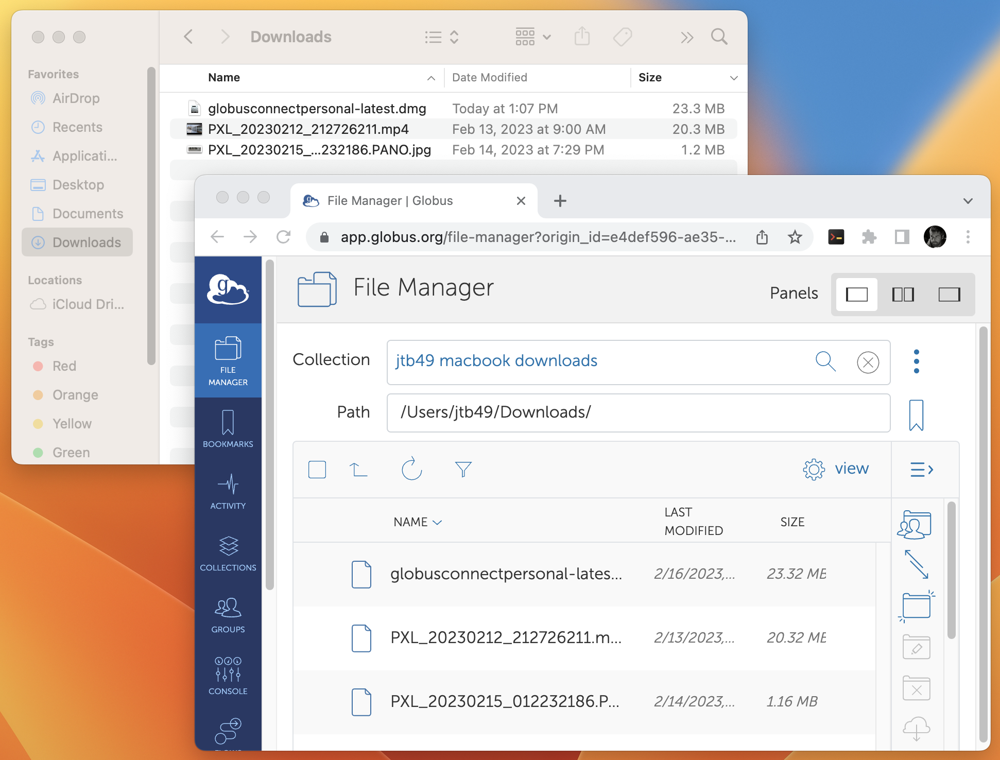 Downloads
Favorites
AirDrop
Recents
Applicati...
Desktop
Documents
Downloads
Locations
iCloud Dri...
Tags
Red
Orange
Yellow
Green
Name Date Modified Size
globusconnectpersonal-latest.dmg Today at 1:07 PM 23.3 MB
PXL_20230212_212726211.mp4 Feb 13, 2023 at 9:00 AM 20.3 MB
PXL_20230215_...232186.PANO.jpg Feb 14, 2023 at 7:29 PM 1.2 MB
File Manager | Globus
app.globus.org/file-manager?origin_id=e4def596-ae35-...
g
FILE
MANAGER
BOOKMARKS
ACTIVITY
COLLECTIONS
GROUPS
CONSOLE
File Manager
Panels
Collection jtb49 macbook downloads
Path /Users/jtb49/Downloads/
view
NAME LAST MODIFIED SIZE
globusconnectpersonal-lates... 2/16/2023,... 23.32 MB
PXL_20230212_212726211.m... 2/13/2023,... 20.32 MB
PXL_20230215_012232186.P... 2/14/2023,... 1.16 MB